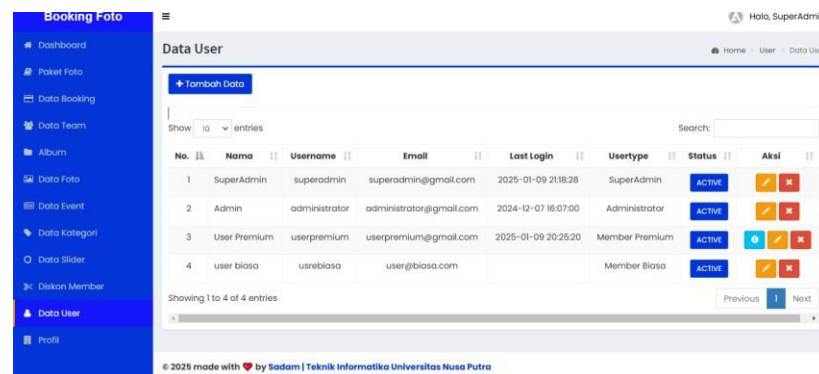 Booking Foto
Halo, SuperAdmi
Dashboard
Paket Foto
Data Booking
Data Team
Album
Data Foto
Data Event
Data Kategori
Data Slider
Diskon Member
Data User
Profil
Data User
Home User Data Us
+ Tambah Data
Show 10 entries
Search:
No. Nama Username Email Last Login Usertype Status Aksi
1 SuperAdmin superadmin superadmin@gmail.com 2025-01-09 21:18:28 SuperAdmin ACTIVE
2 Admin administrator administrator@gmail.com 2024-12-07 16:07:00 Administrator ACTIVE
3 User Premium userpremium userpremium@gmail.com 2025-01-09 20:25:20 Member Premium ACTIVE
4 user biasa usrebiasa user@biasa.com Member Biasa ACTIVE
Showing 1 to 4 of 4 entries
Previous 1 Next
© 2025 made with ❤ by Sadam | Teknik Informatika Universitas Nusa Putra